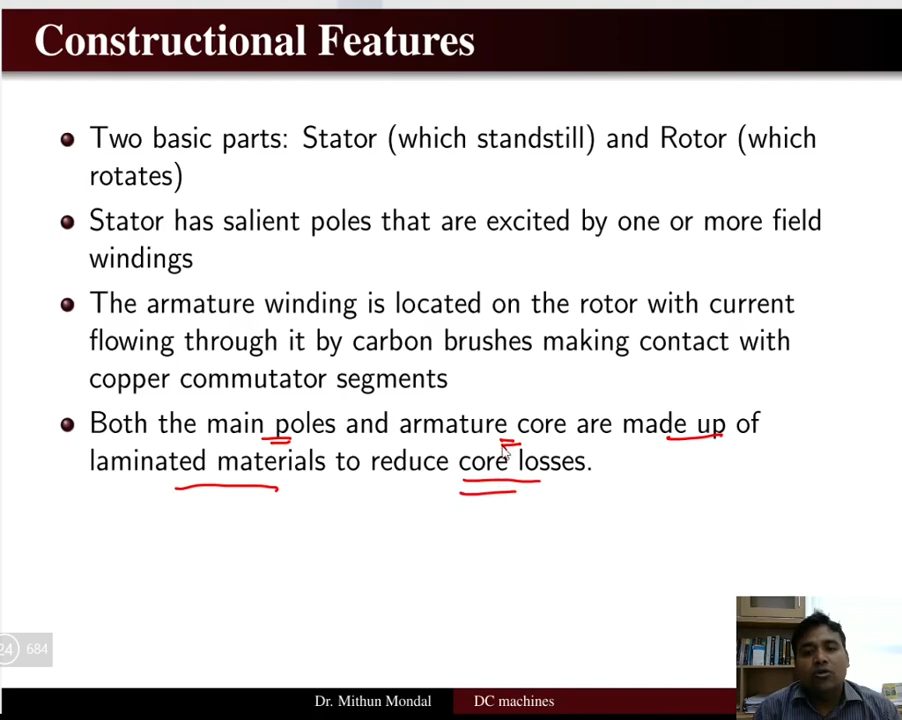 Constructional Features
Two basic parts: Stator (which standstill) and Rotor (which
rotates)
Stator has salient poles that are excited by one or more field
windings
The armature winding is located on the rotor with current
flowing through it by carbon brushes making contact with
copper commutator segments
Both the main poles and armature core are made up of
laminated materials to reduce core losses.
24 684
Dr. Mithun Mondal DC machines